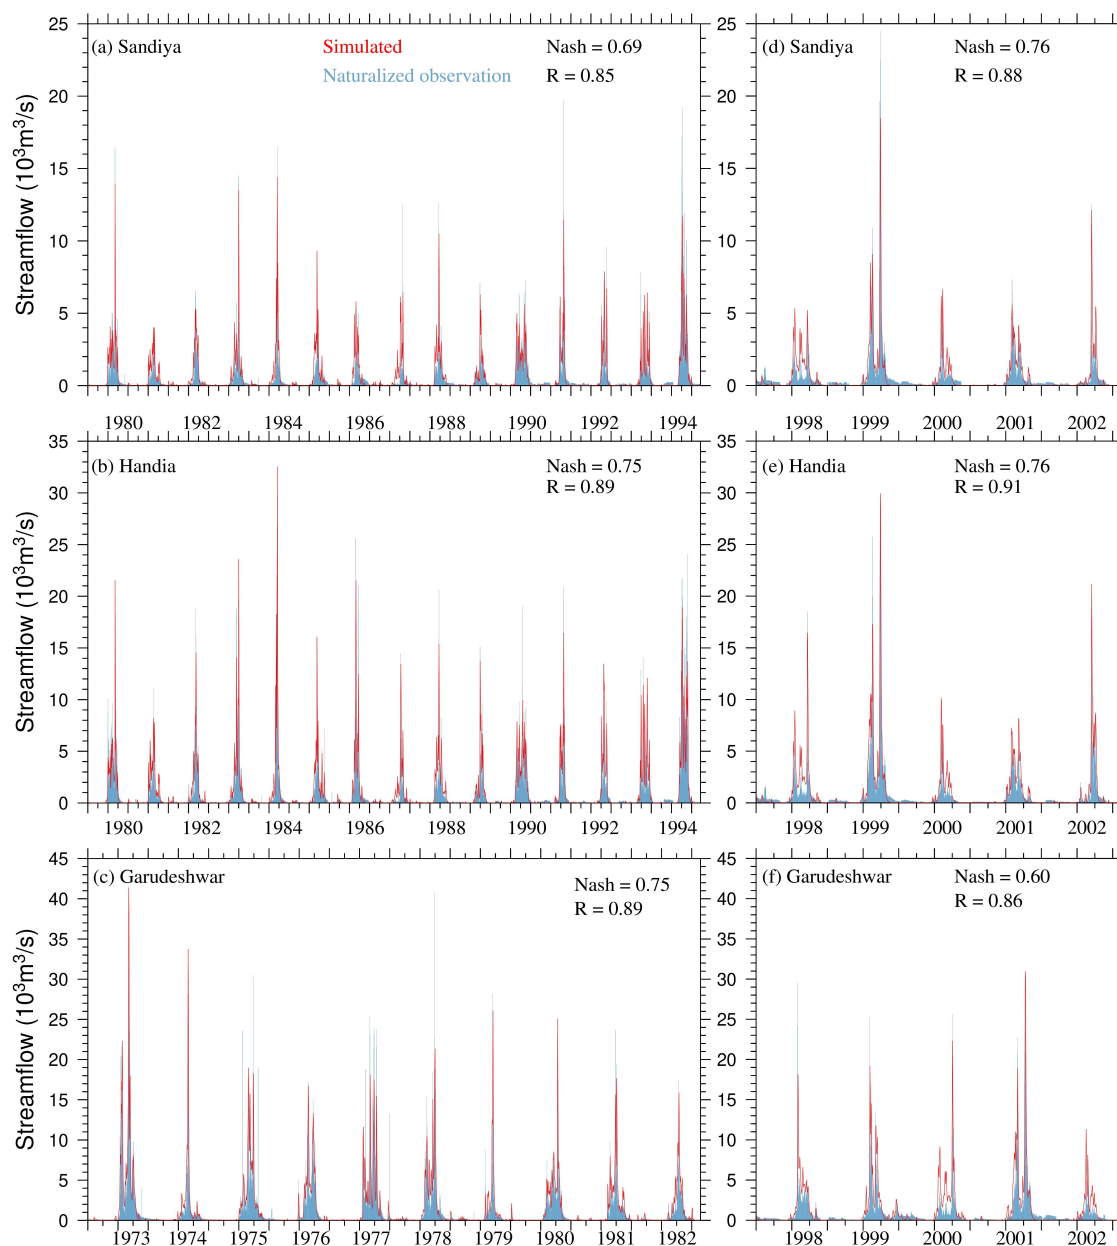 (a) Sandiya
Simulated
Nash = 0.69
Naturalized observation
R = 0.85
Streamflow (10³m³/s)
25
20
15
10
5
0
1980 1982 1984 1986 1988 1990 1992 1994
(d) Sandiya
Nash = 0.76
R = 0.88
25
20
15
10
5
0
1998 1999 2000 2001 2002
(b) Handia
Nash = 0.75
R = 0.89
Streamflow (10³m³/s)
35
30
25
20
15
10
5
0
1980 1982 1984 1986 1988 1990 1992 1994
(e) Handia
Nash = 0.76
R = 0.91
35
30
25
20
15
10
5
0
1998 1999 2000 2001 2002
(c) Garudeshwar
Nash = 0.75
R = 0.89
Streamflow (10³m³/s)
45
40
35
30
25
20
15
10
5
0
1973 1974 1975 1976 1977 1978 1979 1980 1981 1982
(f) Garudeshwar
Nash = 0.60
R = 0.86
45
40
35
30
25
20
15
10
5
0
1998 1999 2000 2001 2002